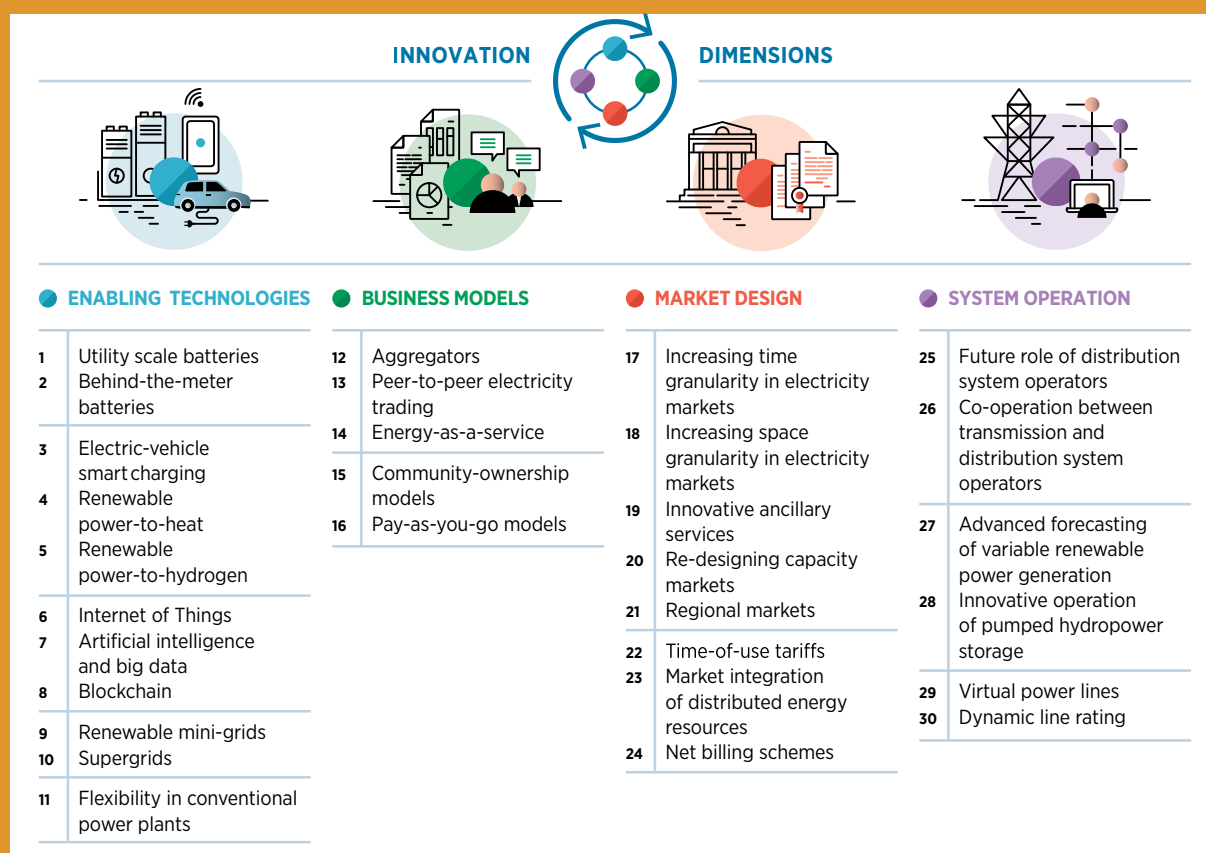 INNOVATION DIMENSIONS
ENABLING TECHNOLOGIES
1 Utility scale batteries
2 Behind-the-meter
batteries
3 Electric-vehicle
smart charging
4 Renewable
power-to-heat
5 Renewable
power-to-hydrogen
6 Internet of Things
7 Artificial intelligence
and big data
8 Blockchain
9 Renewable mini-grids
10 Supergrids
11 Flexibility in conventional
power plants
BUSINESS MODELS
12 Aggregators
13 Peer-to-peer electricity
trading
14 Energy-as-a-service
15 Community-ownership
models
16 Pay-as-you-go models
MARKET DESIGN
17 Increasing time
granularity in electricity
markets
18 Increasing space
granularity in electricity
markets
19 Innovative ancillary
services
20 Re-designing capacity
markets
21 Regional markets
22 Time-of-use tariffs
23 Market integration
of distributed energy
resources
24 Net billing schemes
SYSTEM OPERATION
25 Future role of distribution
system operators
26 Co-operation between
transmission and
distribution system
operators
27 Advanced forecasting
of variable renewable
power generation
28 Innovative operation
of pumped hydropower
storage
29 Virtual power lines
30 Dynamic line rating